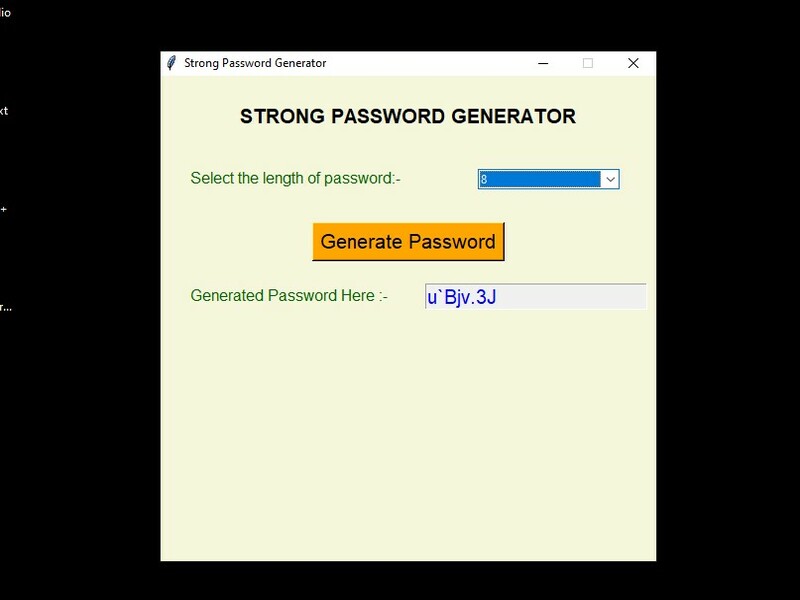 io
Strong Password Generator
xt
STRONG PASSWORD GENERATOR
Select the length of password:-
8
+
Generate Password
Generated Password Here :-
u`Bjv.3J
r...